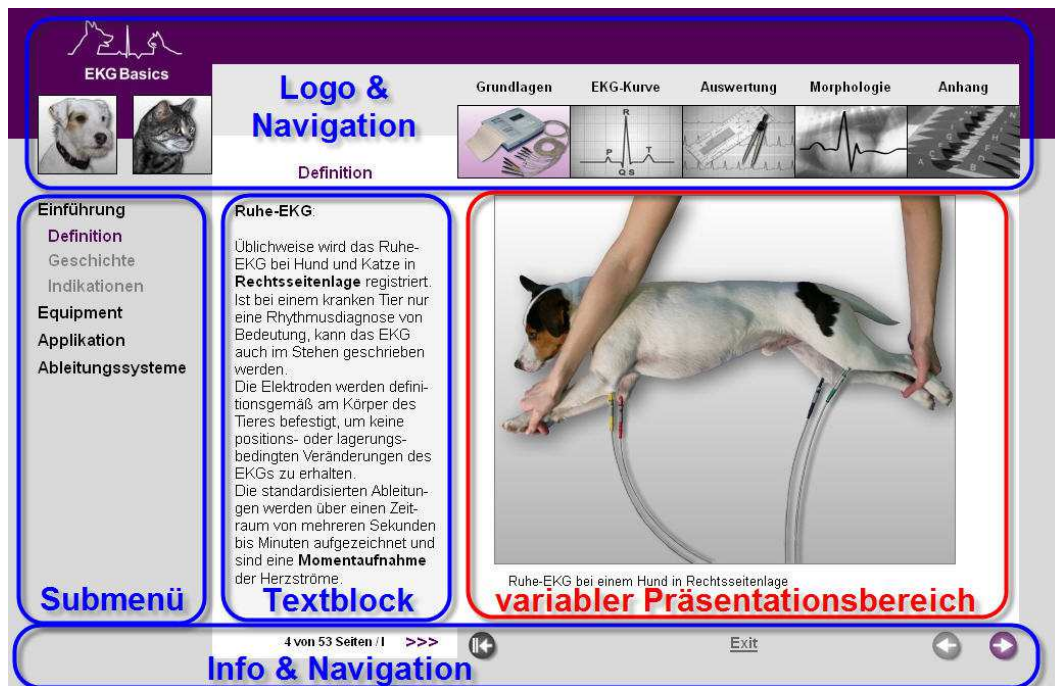 EKG Basics
Logo &
Navigation
Definition
Grundlagen EKG-Kurve Auswertung Morphologie Anhang
R
P T
Q S
Einführung
Definition
Geschichte
Indikationen
Equipment
Applikation
Ableitungssysteme
Submenü
Ruhe-EKG:
Üblichweise wird das Ruhe-
EKG bei Hund und Katze in
Rechtsseitenlage registriert.
Ist bei einem kranken Tier nur
eine Rhythmusdiagnose von
Bedeutung, kann das EKG
auch im Stehen geschrieben
werden.
Die Elektroden werden defini-
tionsgemäß am Körper des
Tieres befestigt, um keine
positions- oder lagerungs-
bedingten Veränderungen des
EKGs zu erhalten.
Die standardisierten Ableitun-
gen werden über einen Zeit-
raum von mehreren Sekunden
bis Minuten aufgezeichnet und
sind eine Momentaufnahme
der Herzströme.
Textblock
Ruhe-EKG bei einem Hund in Rechtsseitenlage
variabler Präsentationsbereich
4 von 53 Seiten / I >>>
Exit
Info & Navigation